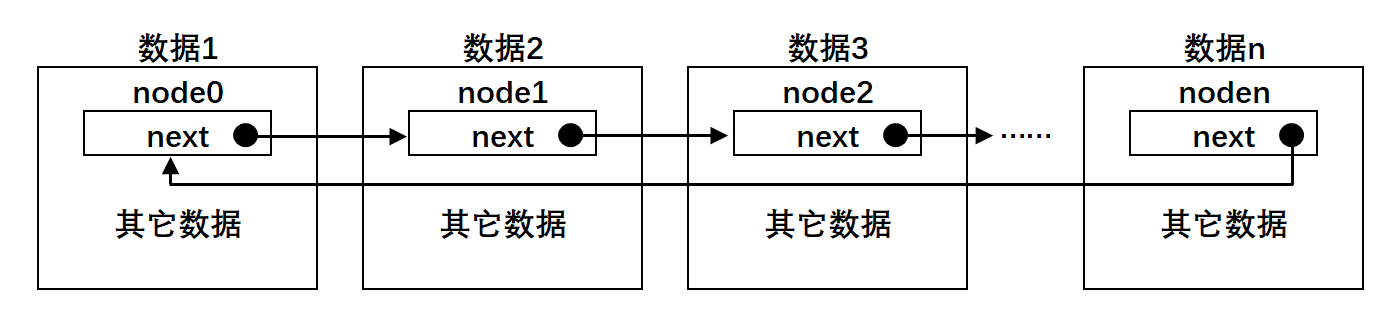 数据1 数据2 数据3 数据n
node0 node1 node2 noden
next next next …… next
其它数据 其它数据 其它数据 其它数据